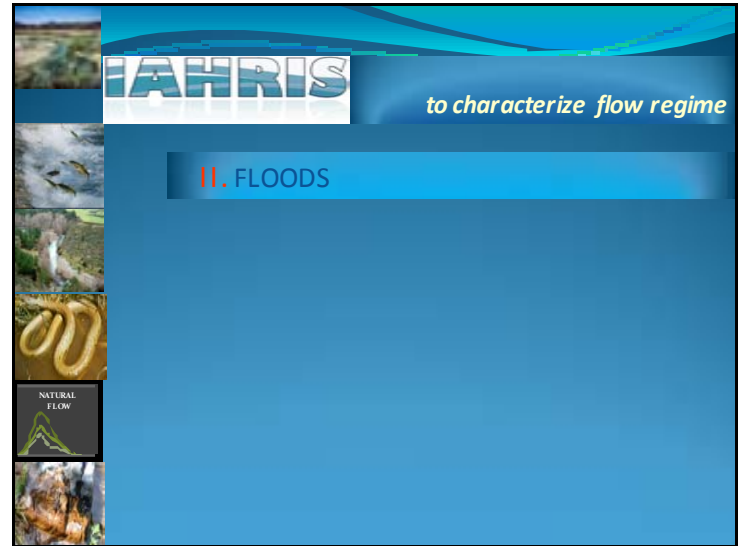 IAHRIS
to characterize flow regime
II. FLOODS
NATURAL
FLOW